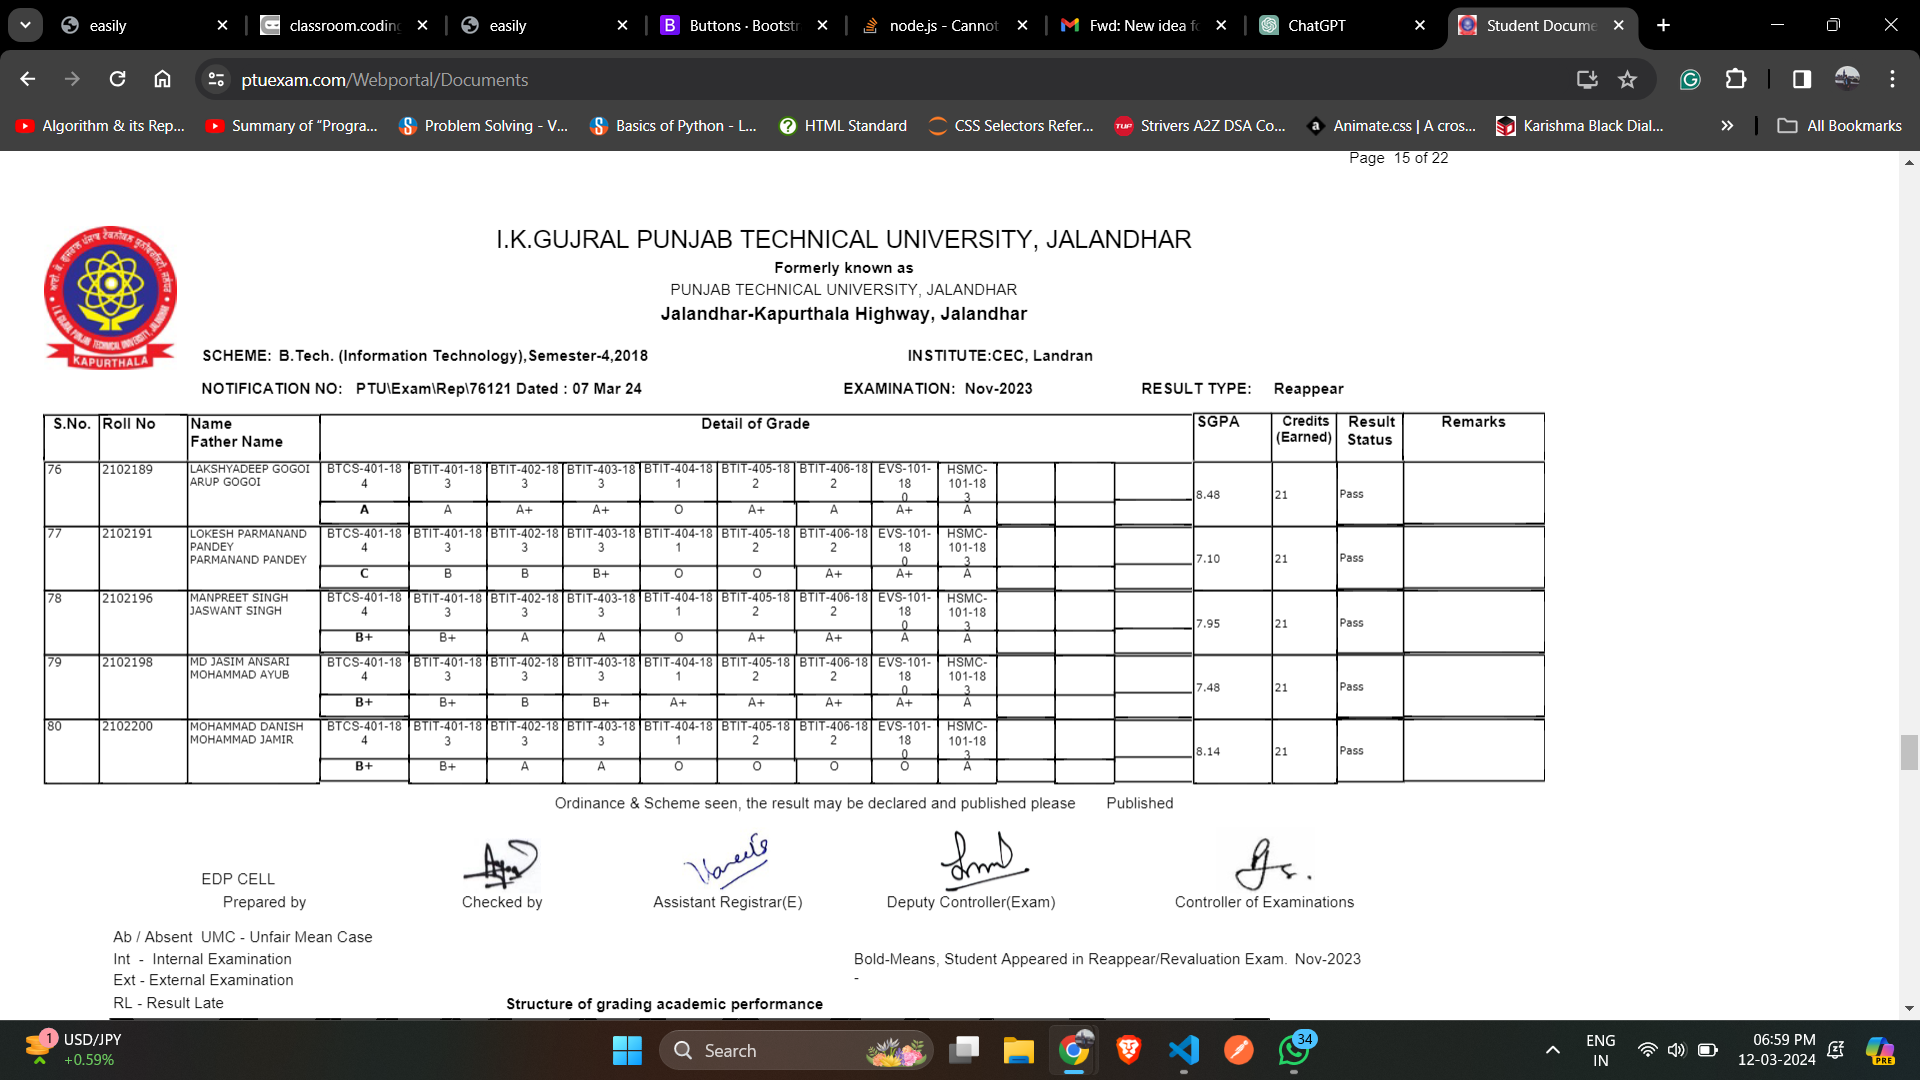 easily
classroom.coding
easily
Buttons · Bootstr
node.js - Cannot
Fwd: New idea fo
ChatGPT
Student Docume
ptuexam.com/Webportal/Documents
Algorithm & its Rep...
Summary of “Progra...
Problem Solving - V...
Basics of Python - L...
HTML Standard
CSS Selectors Refer...
Strivers A2Z DSA Co...
Animate.css | A cros...
Karishma Black Dial...
All Bookmarks
Page 15 of 22
I.K.GUJRAL PUNJAB TECHNICAL UNIVERSITY, JALANDHAR
Formerly known as
PUNJAB TECHNICAL UNIVERSITY, JALANDHAR
Jalandhar-Kapurthala Highway, Jalandhar
KAPURTHALA
SCHEME: B.Tech. (Information Technology),Semester-4,2018 INSTITUTE:CEC, Landran
NOTIFICATION NO: PTU\Exam\Rep\76121 Dated : 07 Mar 24 EXAMINATION: Nov-2023 RESULT TYPE: Reappear
S.No. Roll No Name Detail of Grade SGPA Credits Result Remarks
Father Name (Earned) Status
76 2102189 LAKSHYADEEP GOGOI BTCS-401-18 BTIT-401-18 BTIT-402-18 BTIT-403-18 BTIT-404-18 BTIT-405-18 BTIT-406-18 EVS-101- HSMC-
ARUP GOGOI 4 3 3 3 1 2 2 18 101-18
0 3
8.48 21 Pass
A A A+ A+ O A+ A A+ A
77 2102191 LOKESH PARMANAND BTCS-401-18 BTIT-401-18 BTIT-402-18 BTIT-403-18 BTIT-404-18 BTIT-405-18 BTIT-406-18 EVS-101- HSMC-
PANDEY 4 3 3 3 1 2 2 18 101-18
PARMANAND PANDEY 0 3
7.10 21 Pass
C B B B+ O O A+ A+ A
78 2102196 MANPREET SINGH BTCS-401-18 BTIT-401-18 BTIT-402-18 BTIT-403-18 BTIT-404-18 BTIT-405-18 BTIT-406-18 EVS-101- HSMC-
JASWANT SINGH 4 3 3 3 1 2 2 18 101-18
0 3
7.95 21 Pass
B+ B+ A A O A+ A+ A A
79 2102198 MD JASIM ANSARI BTCS-401-18 BTIT-401-18 BTIT-402-18 BTIT-403-18 BTIT-404-18 BTIT-405-18 BTIT-406-18 EVS-101- HSMC-
MOHAMMAD AYUB 4 3 3 3 1 2 2 18 101-18
0 3
7.48 21 Pass
B+ B+ B B+ A+ A+ A+ A+ A
80 2102200 MOHAMMAD DANISH BTCS-401-18 BTIT-401-18 BTIT-402-18 BTIT-403-18 BTIT-404-18 BTIT-405-18 BTIT-406-18 EVS-101- HSMC-
MOHAMMAD JAMIR 4 3 3 3 1 2 2 18 101-18
0 3
8.14 21 Pass
B+ B+ A A O O O O A
Ordinance & Scheme seen, the result may be declared and published please Published
EDP CELL
Prepared by Checked by Assistant Registrar(E) Deputy Controller(Exam) Controller of Examinations
Ab / Absent UMC - Unfair Mean Case
Int - Internal Examination Bold-Means, Student Appeared in Reappear/Revaluation Exam. Nov-2023
Ext - External Examination -
RL - Result Late Structure of grading academic performance
1
USD/JPY
+0.59%
Search
34
ENG
IN
06:59 PM
12-03-2024
PRE